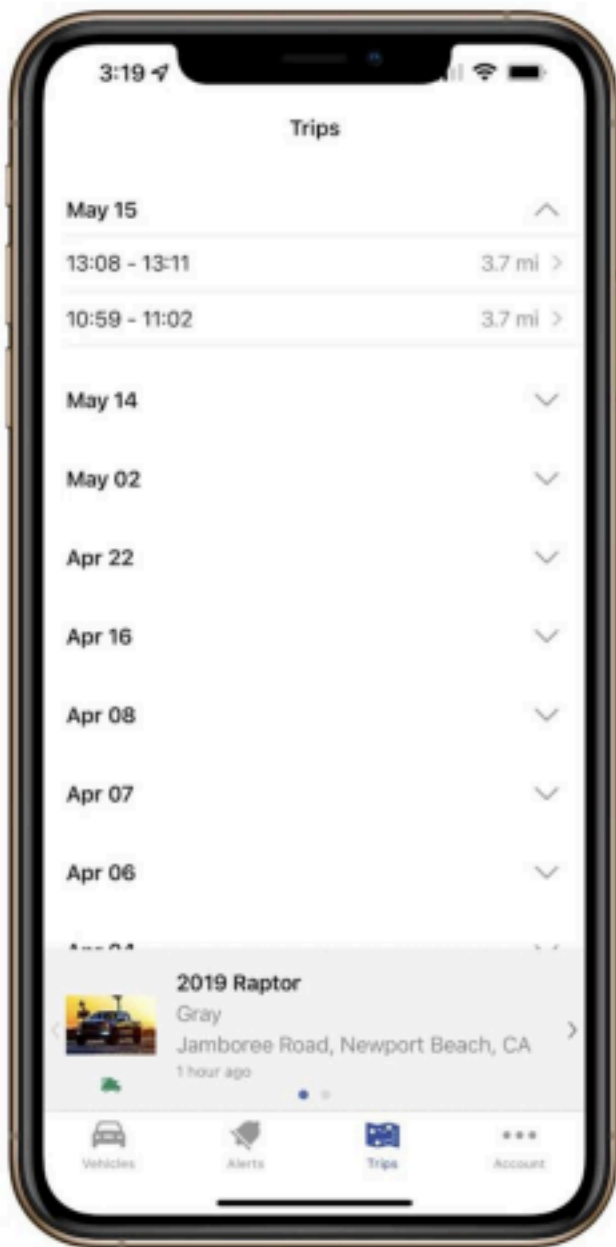 3:19
Trips
May 15
13:08 - 13:11
3.7 mi
10:59 - 11:02
3.7 mi
May 14
May 02
Apr 22
Apr 16
Apr 08
Apr 07
Apr 06
Apr 04
2019 Raptor
Gray
Jamboree Road, Newport Beach, CA
1 hour ago
Vehicles
Alerts
Trips
Account